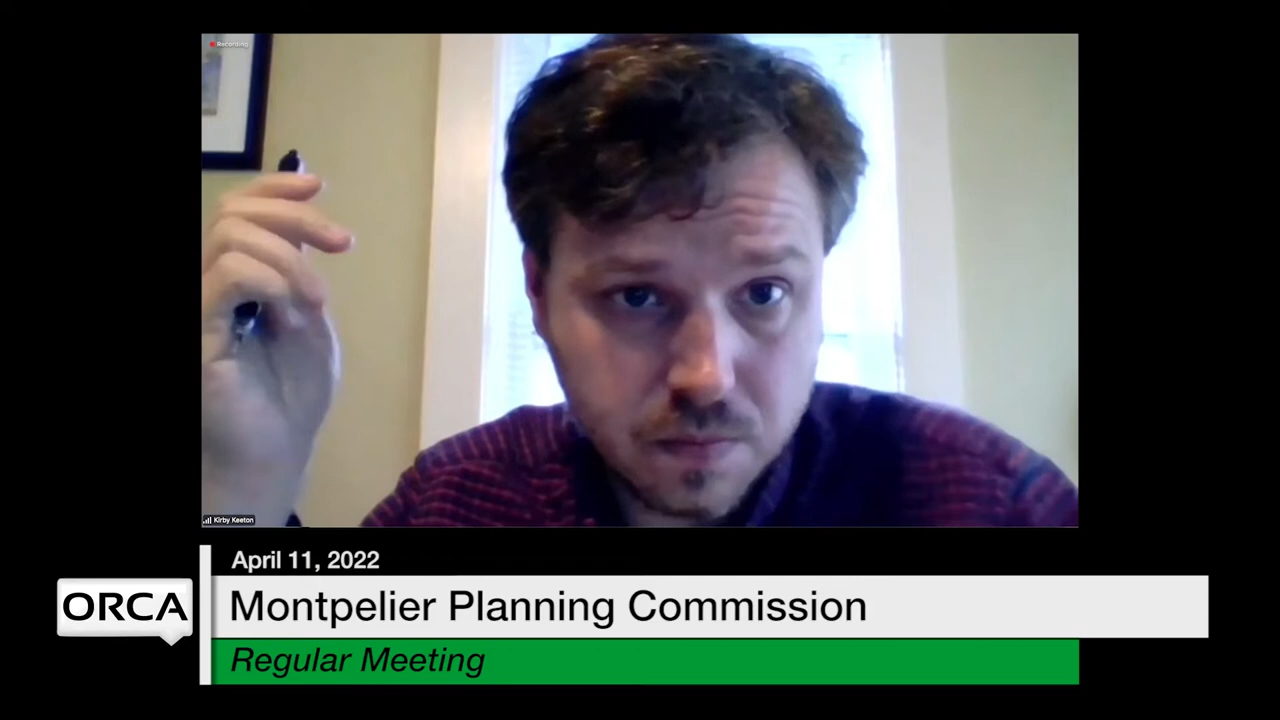 Recording
Kirby Keeton
April 11, 2022
ORCA
Montpelier Planning Commission
Regular Meeting